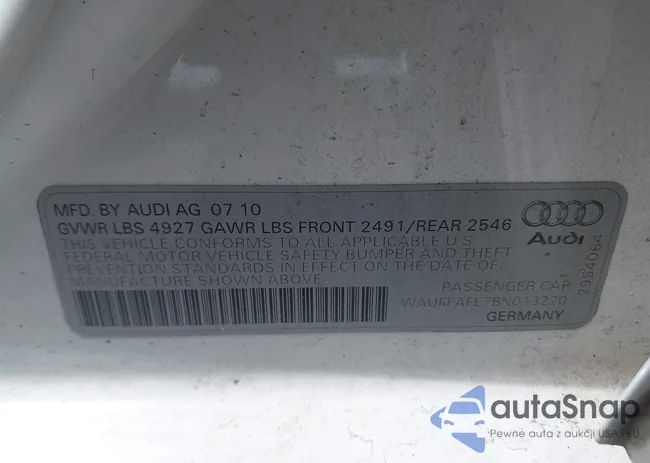 MFD. BY AUDI AG 07 10
GVWR LBS 4927 GAWR LBS FRONT 2491/REAR 2546
THIS VEHICLE CONFORMS TO ALL APPLICABLE U S
FEDERAL MOTOR VEHICLE SAFETY BUMPER AND THEFT
PREVENTION STANDARDS IN EFFECT ON THE DATE OF
MANUFACTURE SHOWN ABOVE.
Audi
2964064
PASSENGER CAR
WAUFFAFL7BN013220
GERMANY
autaSnap
Pewne auta z aukcji USA i EU